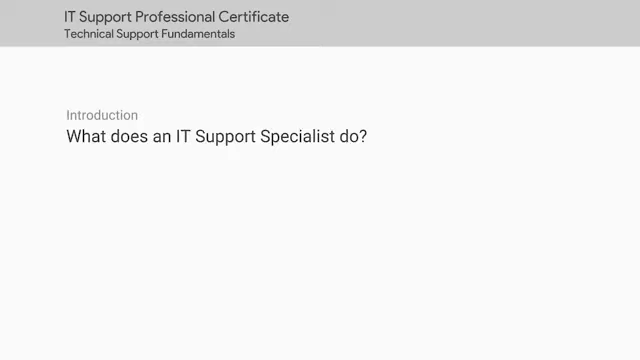 IT Support Professional Certificate
Technical Support Fundamentals
Introduction
What does an IT Support Specialist do?